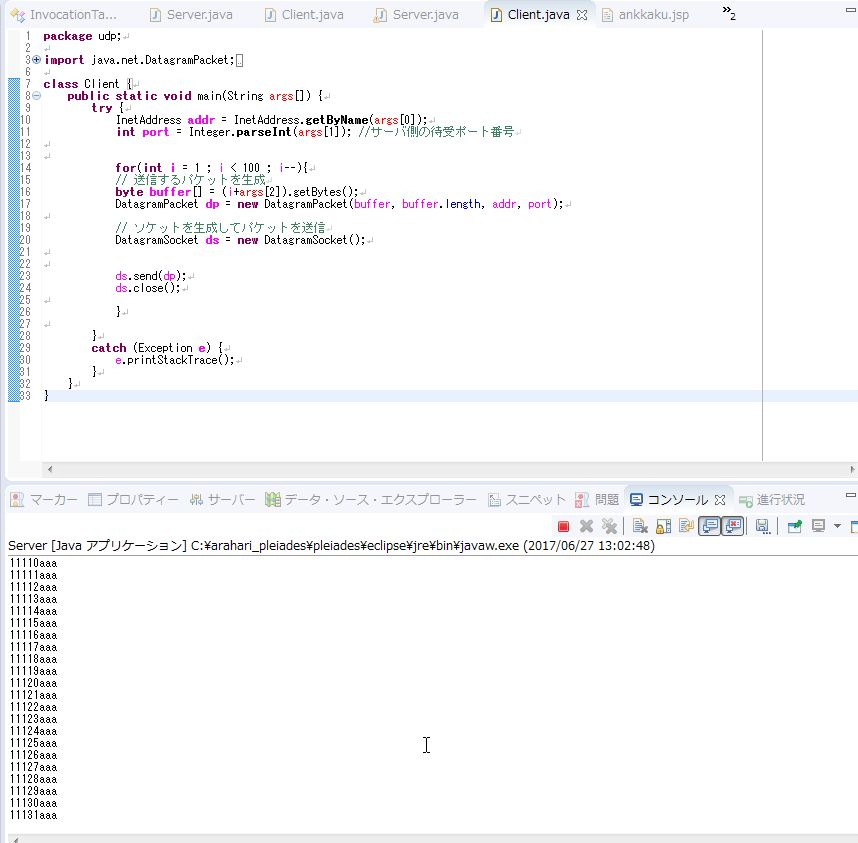 InvocationTa... Server.java Client.java Server.java Client.java ankkaku.jsp »2
1 package udp;
2
3 import java.net.DatagramPacket;
6
7 class Client {
8 public static void main(String args[]) {
9 try {
10 InetAddress addr = InetAddress.getByName(args[0]);
11 int port = Integer.parseInt(args[1]); //サーバ側の待受ポート番号
12
13
14 for(int i = 1 ; i < 100 ; i--){
15 // 送信するパケットを生成
16 byte buffer[] = (i+args[2]).getBytes();
17 DatagramPacket dp = new DatagramPacket(buffer, buffer.length, addr, port);
18
19 // ソケットを生成してパケットを送信
20 DatagramSocket ds = new DatagramSocket();
21
22
23 ds.send(dp);
24 ds.close();
25
26 }
27
28 }
29 catch (Exception e) {
30 e.printStackTrace();
31 }
32 }
33 }
マーカー プロパティー サーバー データ・ソース・エクスプローラー スニペット 問題 コンソール 進行状況
Server [Java アプリケーション] C:¥arahari_pleiades¥pleiades¥eclipse¥jre¥bin¥javaw.exe (2017/06/27 13:02:48)
11110aaa
11111aaa
11112aaa
11113aaa
11114aaa
11115aaa
11116aaa
11117aaa
11118aaa
11119aaa
11120aaa
11121aaa
11122aaa
11123aaa
11124aaa
11125aaa
11126aaa
11127aaa
11128aaa
11129aaa
11130aaa
11131aaa